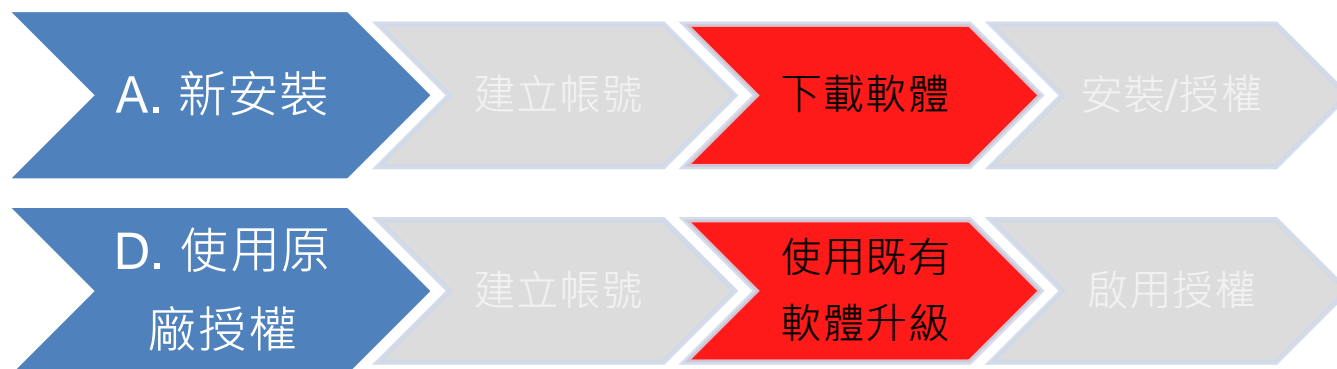 A. 新安裝
建立帳號
下載軟體
安裝/授權
D. 使用原
廠授權
建立帳號
使用既有
軟體升級
啟用授權